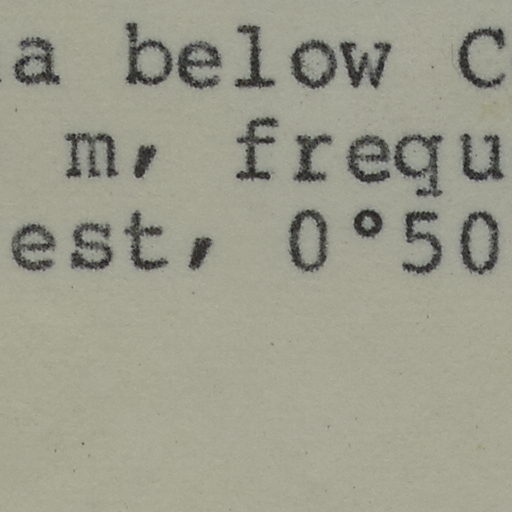 a below C
m, frequ
est, 0°50